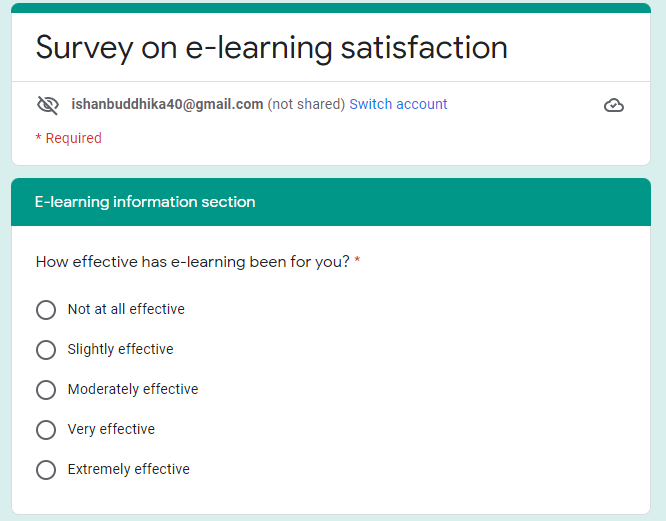 Survey on e-learning satisfaction
ishanbuddhika40@gmail.com (not shared) Switch account
* Required
E-learning information section
How effective has e-learning been for you? *
Not at all effective
Slightly effective
Moderately effective
Very effective
Extremely effective